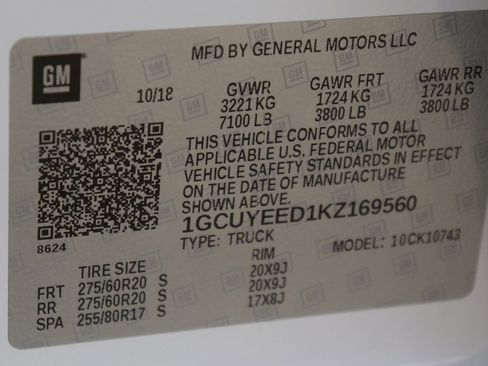 GM
MFD BY GENERAL MOTORS LLC
10/18
GVWR GAWR FRT GAWR RR
3221 KG 1724 KG 1724 KG
7100 LB 3800 LB 3800 LB
THIS VEHICLE CONFORMS TO ALL
APPLICABLE U.S. FEDERAL MOTOR
VEHICLE SAFETY STANDARDS IN EFFECT
ON THE DATE OF MANUFACTURE
SHOWN ABOVE.
1GCUYEED1KZ169560
8624
TYPE: TRUCK MODEL: 10CK10743
TIRE SIZE RIM
FRT 275/60R20 S 20X9J
RR 275/60R20 S 20X9J
SPA 255/80R17 S 17X8J